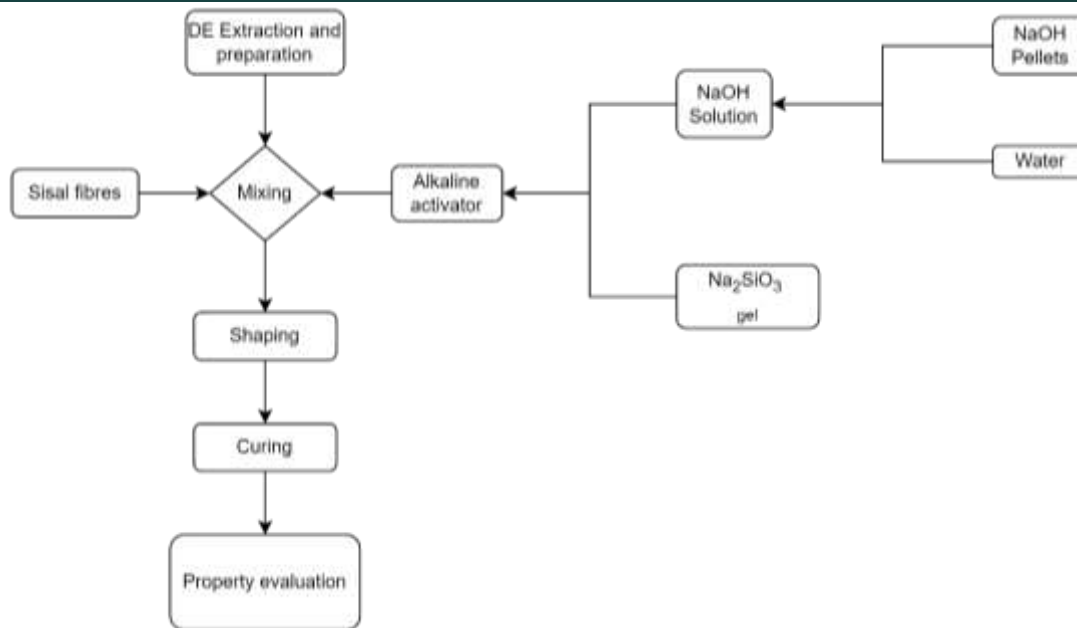 DE Extraction and
preparation
NaOH
Pellets
NaOH
Solution
Water
Sisal fibres
Mixing
Alkaline
activator
Na₂SiO₃
gel
Shaping
Curing
Property evaluation